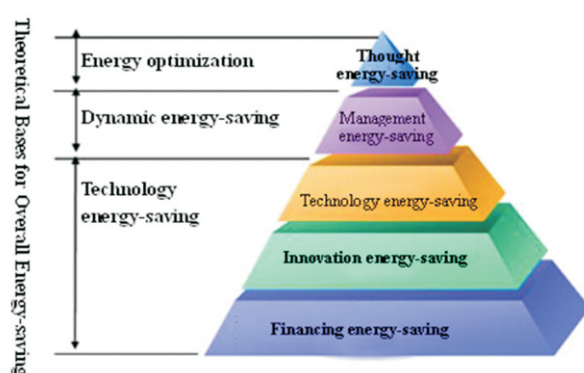 Theoretical Bases for Overall Energy-saving
Energy optimization
Dynamic energy-saving
Technology
energy-saving
Thought
energy-saving
Management
energy-saving
Technology energy-saving
Innovation energy-saving
Financing energy-saving